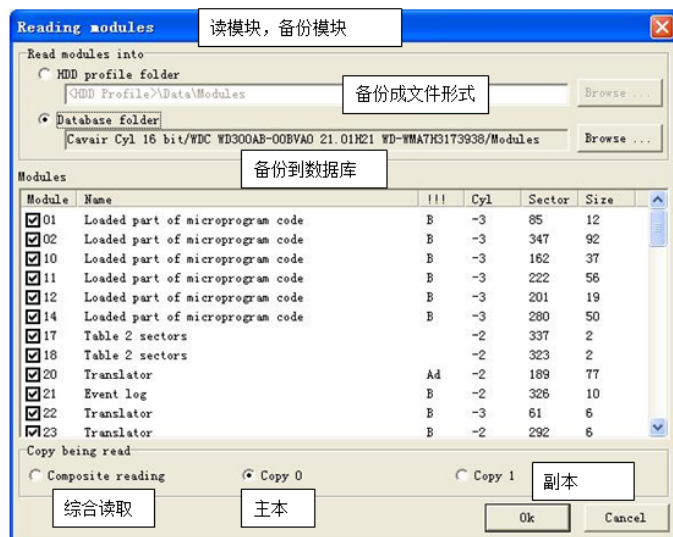 Reading modules
读模块，备份模块
Read modules into
HDD profile folder
<HDD Profile>\Data\Modules
备份成文件形式
Browse ...
Database folder
Cavair Cyl 16 bit/WDC WD300AB-00BVA0 21.01H21 WD-WMA7H3173938/Modules
Browse ...
备份到数据库
Modules
Module Name !!! Cyl Sector Size
01 Loaded part of microprogram code B -3 85 12
02 Loaded part of microprogram code B -3 347 92
10 Loaded part of microprogram code B -3 162 37
11 Loaded part of microprogram code B -3 222 56
12 Loaded part of microprogram code B -3 201 19
14 Loaded part of microprogram code B -3 280 50
17 Table 2 sectors -2 337 2
18 Table 2 sectors -2 323 2
20 Translator Ad -2 189 77
21 Event log B -2 326 10
22 Translator B -3 61 6
23 Translator B -2 292 6
Copy being read
Composite reading Copy 0 Copy 1
综合读取 主本 副本
Ok Cancel